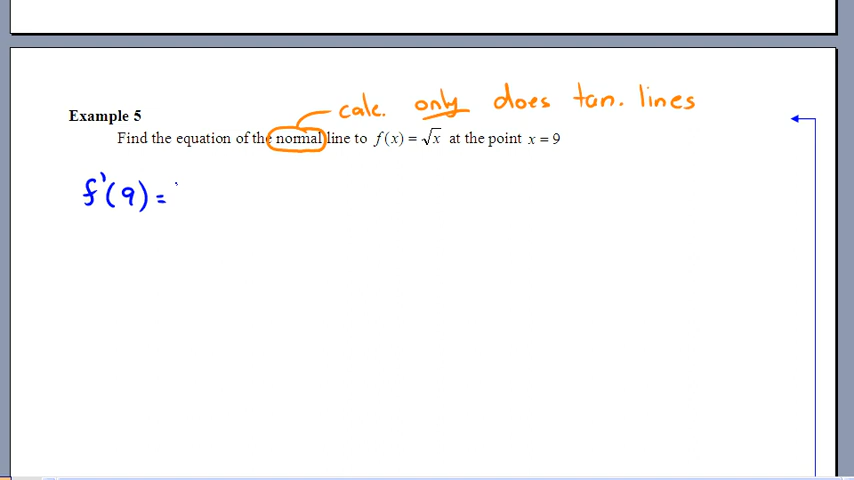 calc. only does tan. lines
Example 5
Find the equation of the normal line to f(x) = √x at the point x = 9
f'(9) =